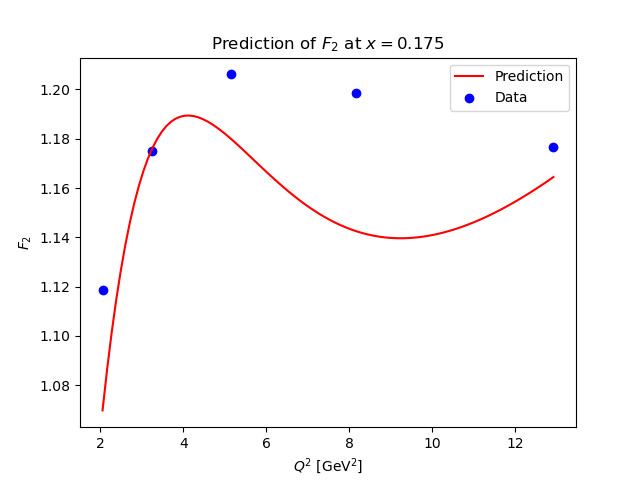 Prediction of $F_2$ at $x = 0.175$
Prediction
Data
1.20
1.18
1.16
1.14
1.12
1.10
1.08
$F_2$
2 4 6 8 10 12
$Q^2$ [GeV$^2$]